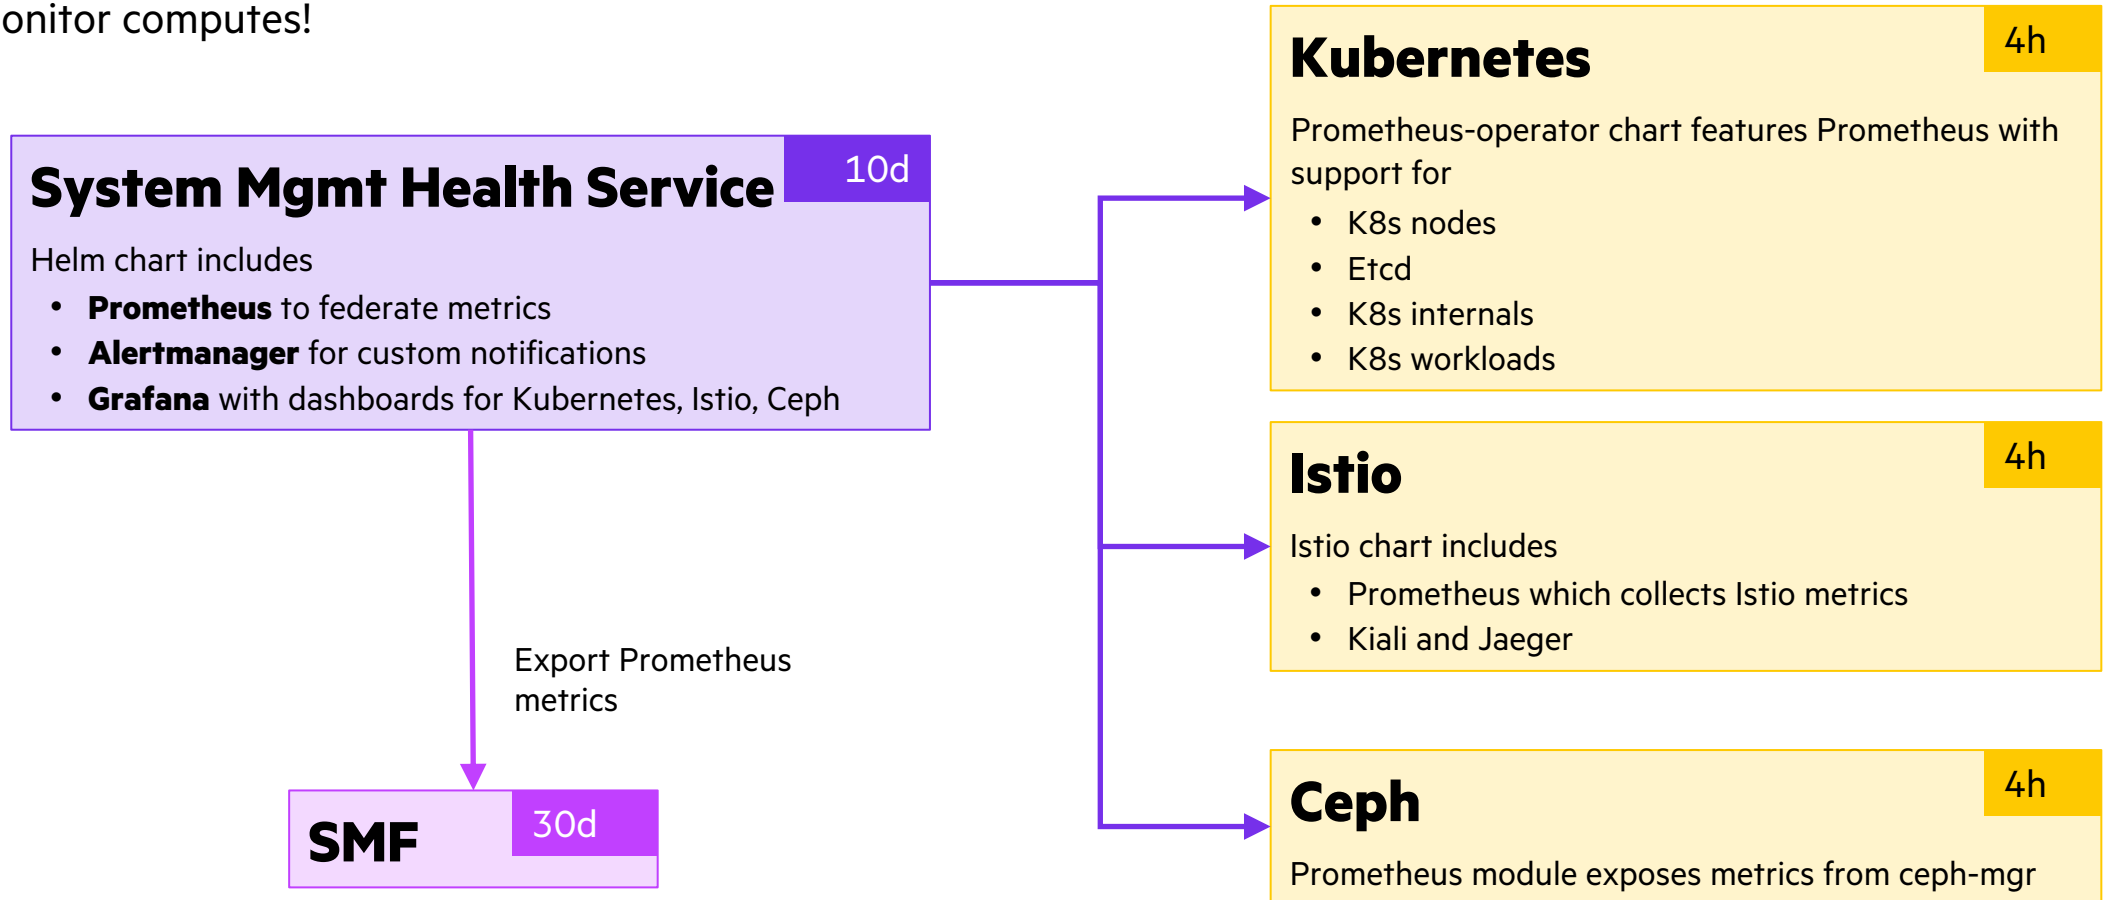 onitor computes!
System Mgmt Health Service
10d
Helm chart includes
• Prometheus to federate metrics
• Alertmanager for custom notifications
• Grafana with dashboards for Kubernetes, Istio, Ceph
Export Prometheus
metrics
SMF
30d
Kubernetes
4h
Prometheus-operator chart features Prometheus with
support for
• K8s nodes
• Etcd
• K8s internals
• K8s workloads
Istio
4h
Istio chart includes
• Prometheus which collects Istio metrics
• Kiali and Jaeger
Ceph
4h
Prometheus module exposes metrics from ceph-mgr